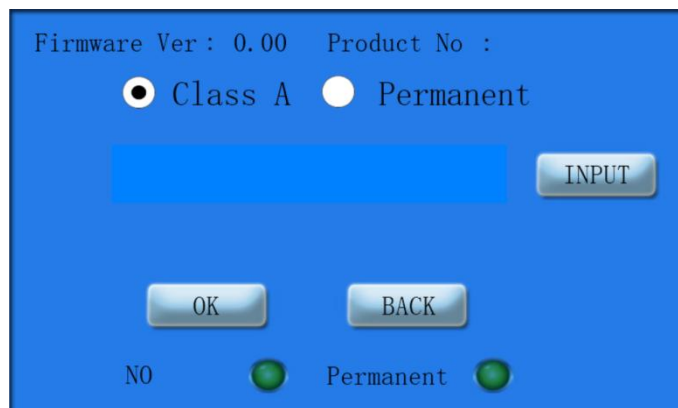 Firmware Ver: 0.00 Product No :
Class A Permanent
INPUT
OK BACK
NO Permanent